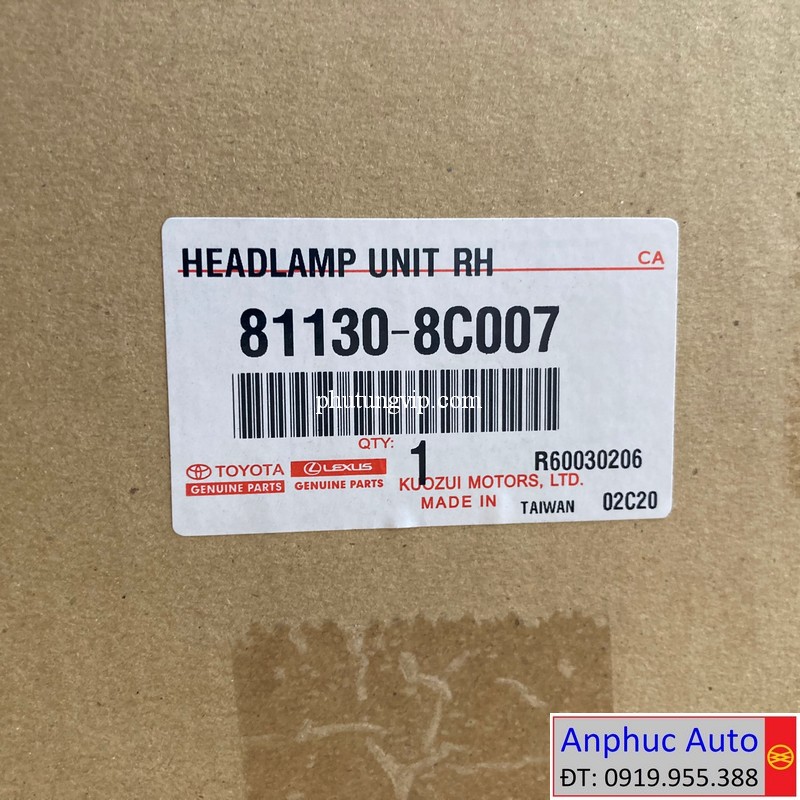 HEADLAMP UNIT RH CA
81130-8C007
phutungvip.com
QTY: 1
TOYOTA LEXUS R60030206
GENUINE PARTS GENUINE PARTS KUOZUI MOTORS, LTD.
MADE IN TAIWAN 02C20
Anphuc Auto
ĐT: 0919.955.388